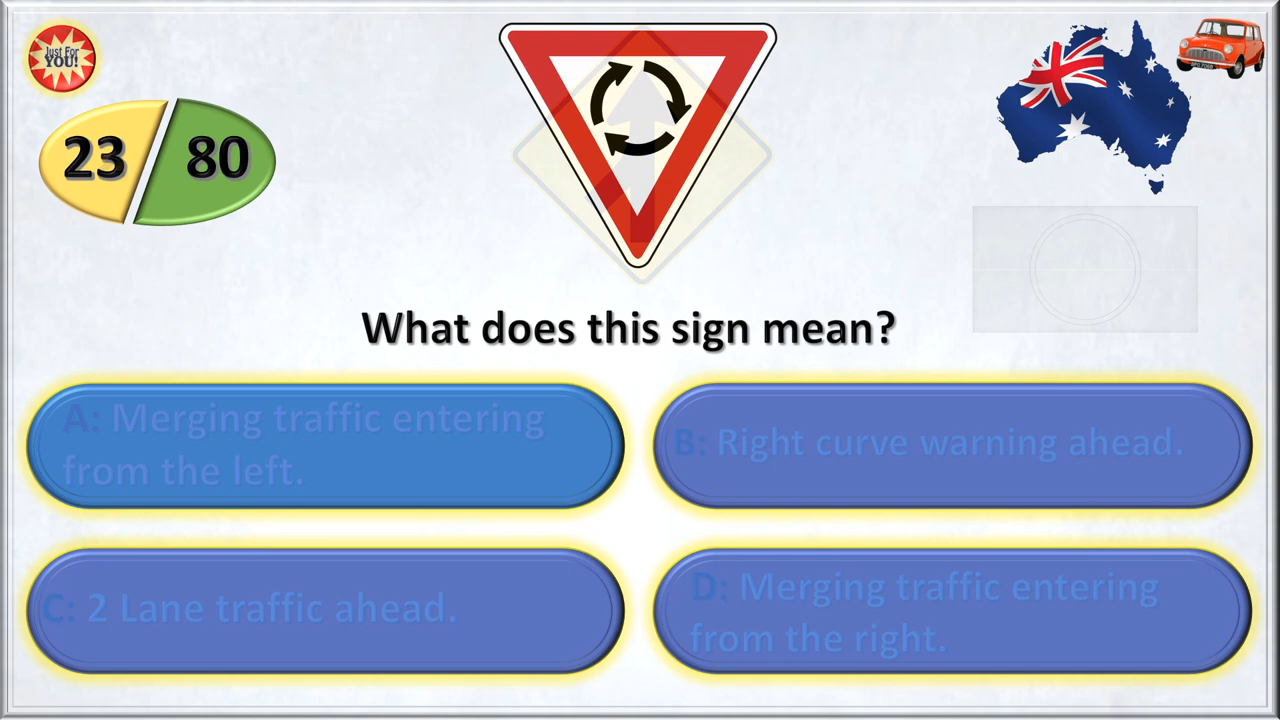 Just For
YOU!
23 80
What does this sign mean?
A: Merging traffic entering
from the left.
B: Right curve warning ahead.
C: 2 Lane traffic ahead.
D: Merging traffic entering
from the right.